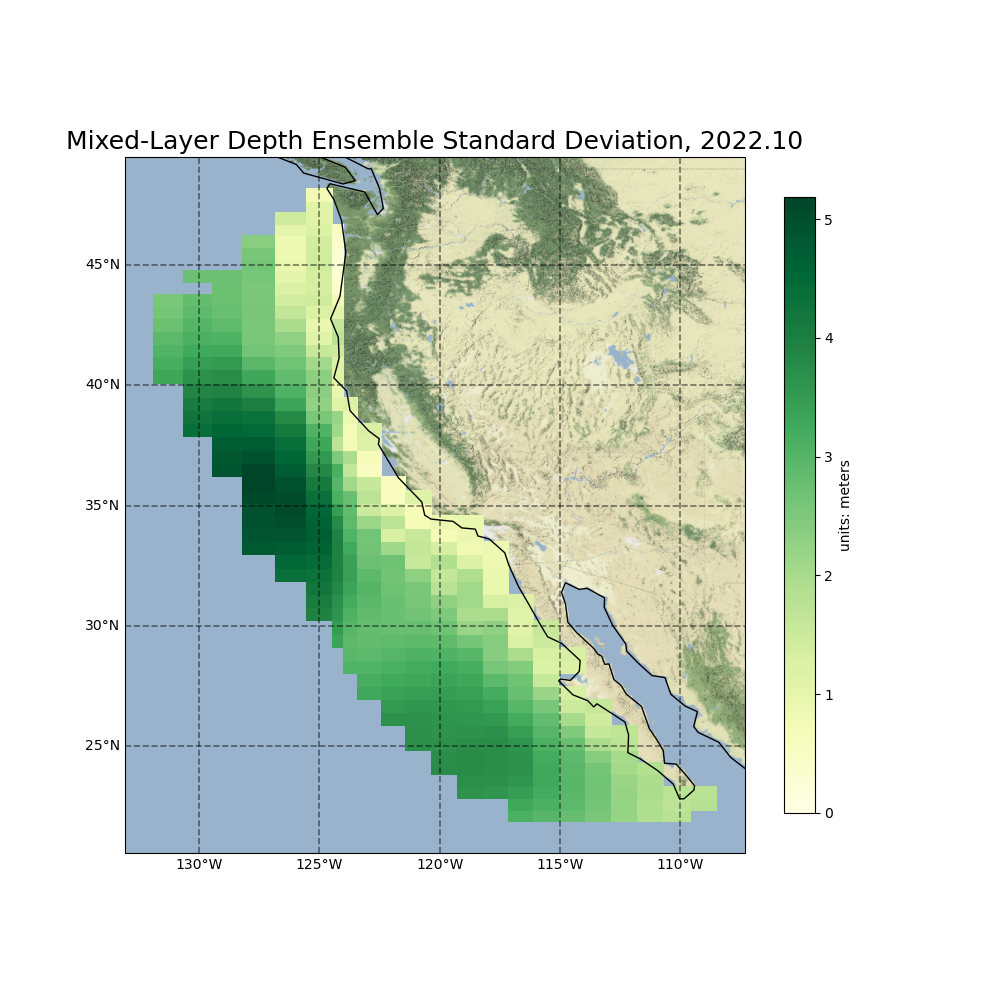 Mixed-Layer Depth Ensemble Standard Deviation, 2022.10
45°N
40°N
35°N
30°N
25°N
130°W
125°W
120°W
115°W
110°W
5
4
3
2
1
0
units: meters